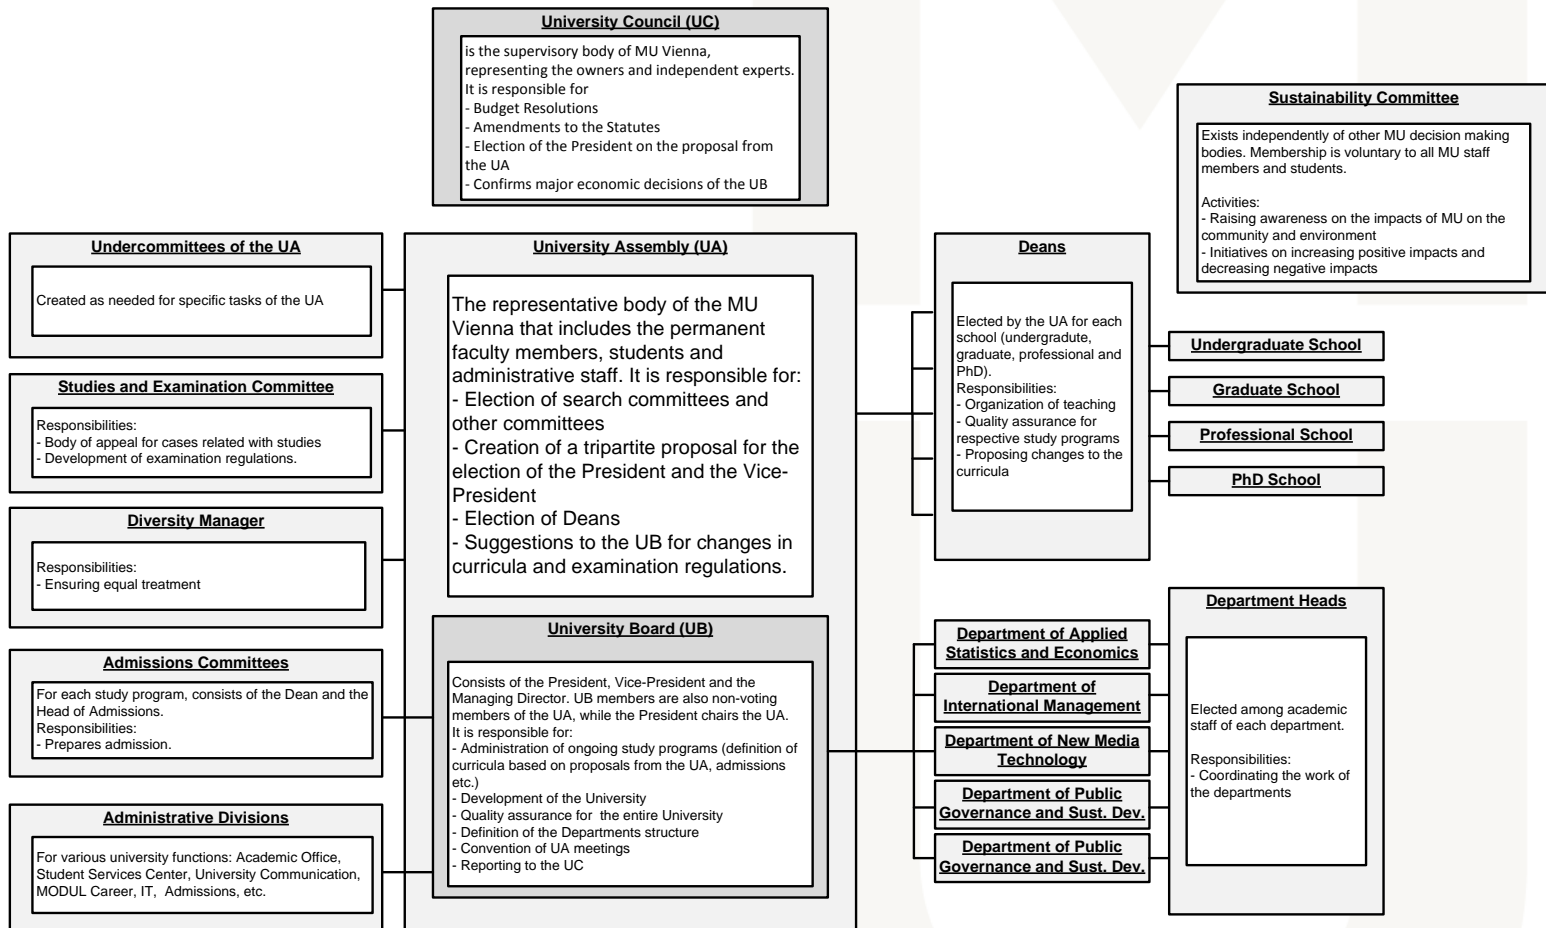 University Council (UC)
is the supervisory body of MU Vienna,
representing the owners and independent experts.
It is responsible for
- Budget Resolutions
- Amendments to the Statutes
- Election of the President on the proposal from
the UA
- Confirms major economic decisions of the UB
Sustainability Committee
Exists independently of other MU decision making
bodies. Membership is voluntary to all MU staff
members and students.
Activities:
- Raising awareness on the impacts of MU on the
community and environment
- Initiatives on increasing positive impacts and
decreasing negative impacts
Undercommittees of the UA
Created as needed for specific tasks of the UA
Studies and Examination Committee
Responsibilities:
- Body of appeal for cases related with studies
- Development of examination regulations.
Diversity Manager
Responsibilities:
- Ensuring equal treatment
Admissions Committees
For each study program, consists of the Dean and the
Head of Admissions.
Responsibilities:
- Prepares admission.
Administrative Divisions
For various university functions: Academic Office,
Student Services Center, University Communication,
MODUL Career, IT,  Admissions, etc.
University Assembly (UA)
The representative body of the MU
Vienna that includes the permanent
faculty members, students and
administrative staff. It is responsible for:
- Election of search committees and
other committees
- Creation of a tripartite proposal for the
election of the President and the Vice-
President
- Election of Deans
- Suggestions to the UB for changes in
curricula and examination regulations.
University Board (UB)
Consists of the President, Vice-President and the
Managing Director. UB members are also non-voting
members of the UA, while the President chairs the UA.
It is responsible for:
- Administration of ongoing study programs (definition of
curricula based on proposals from the UA, admissions
etc.)
- Development of the University
- Quality assurance for  the entire University
- Definition of the Departments structure
- Convention of UA meetings
- Reporting to the UC
Deans
Elected by the UA for each
school (undergradute,
graduate, professional and
PhD).
Responsibilities:
- Organization of teaching
- Quality assurance for
respective study programs
- Proposing changes to the
curricula
Undergraduate School
Graduate School
Professional School
PhD School
Department of Applied
Statistics and Economics
Department of
International Management
Department of New Media
Technology
Department of Public
Governance and Sust. Dev.
Department of Public
Governance and Sust. Dev.
Department Heads
Elected among academic
staff of each department.
Responsibilities:
- Coordinating the work of
the departments